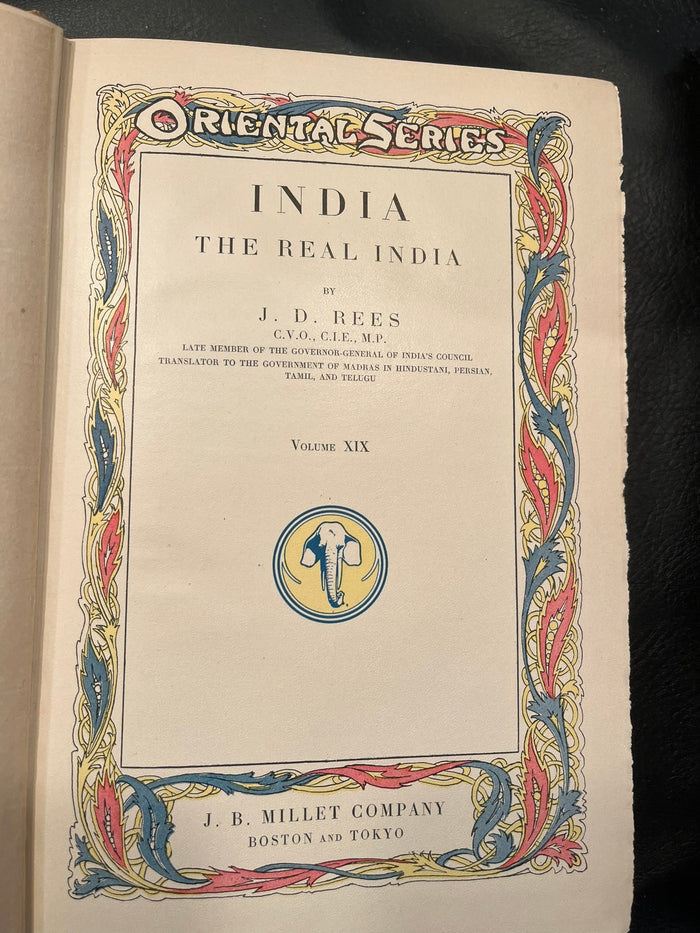 ORIENTAL SERIES
INDIA
THE REAL INDIA
BY
J. D. REES
C.V.O., C.I.E., M.P.
LATE MEMBER OF THE GOVERNOR-GENERAL OF INDIA'S COUNCIL
TRANSLATOR TO THE GOVERNMENT OF MADRAS IN HINDUSTANI, PERSIAN,
TAMIL, AND TELUGU
VOLUME XIX
J. B. MILLET COMPANY
BOSTON AND TOKYO